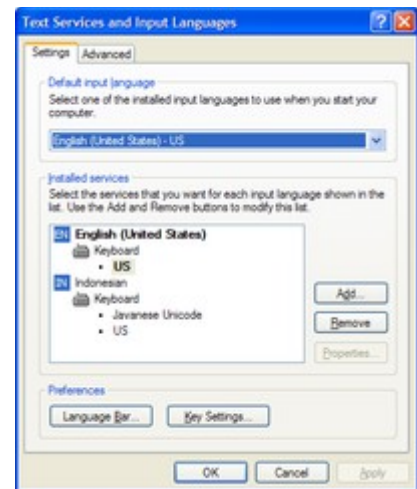 Text Services and Input Languages
Settings
Advanced
Default input language
Select one of the installed input languages to use when you start your
computer.
English (United States) - US
Installed services
Select the services that you want for each input language shown in the
list. Use the Add and Remove buttons to modify this list.
EN English (United States)
Keyboard
• US
IN Indonesian
Keyboard
• Javanese Unicode
• US
Add...
Remove
Properties...
Preferences
Language Bar...
Key Settings...
OK
Cancel
Apply